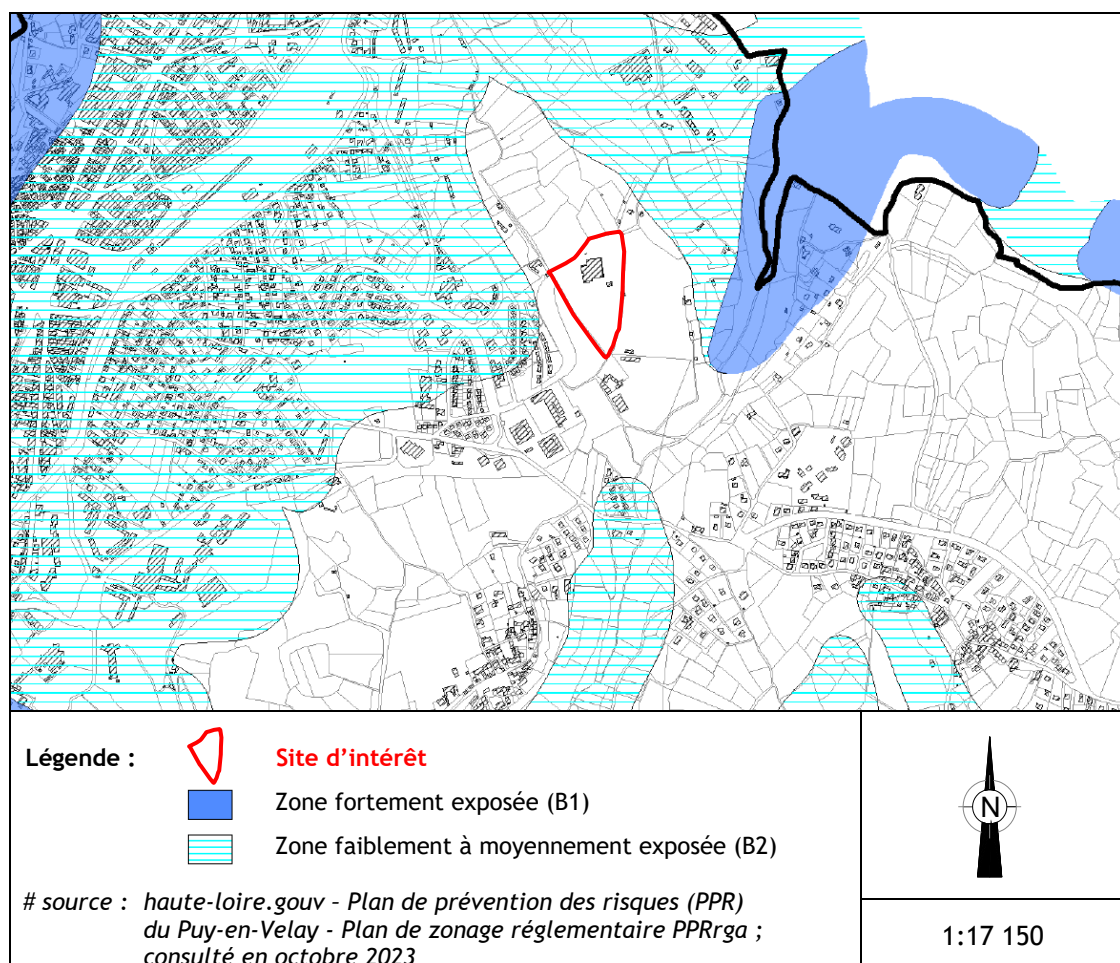 Légende :
Site d'intérêt
Zone fortement exposée (B1)
Zone faiblement à moyennement exposée (B2)
# source : haute-loire.gouv - Plan de prévention des risques (PPR)
du Puy-en-Velay - Plan de zonage réglementaire PPRrga ;
consulté en octobre 2023
N
1:17 150